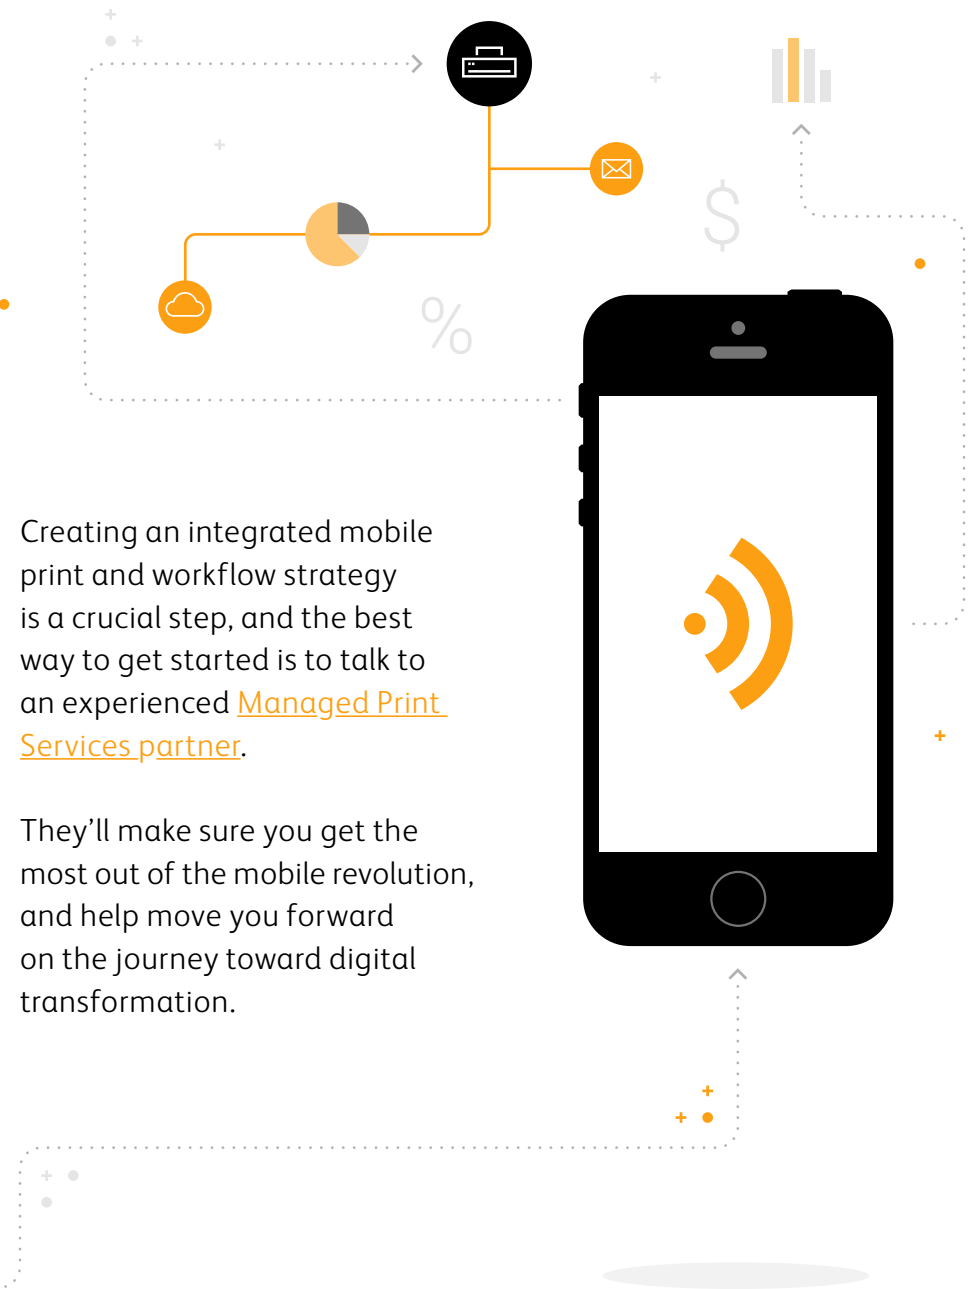 $
%
Creating an integrated mobile
print and workflow strategy
is a crucial step, and the best
way to get started is to talk to
an experienced Managed Print
Services partner.
They’ll make sure you get the
most out of the mobile revolution,
and help move you forward
on the journey toward digital
transformation.